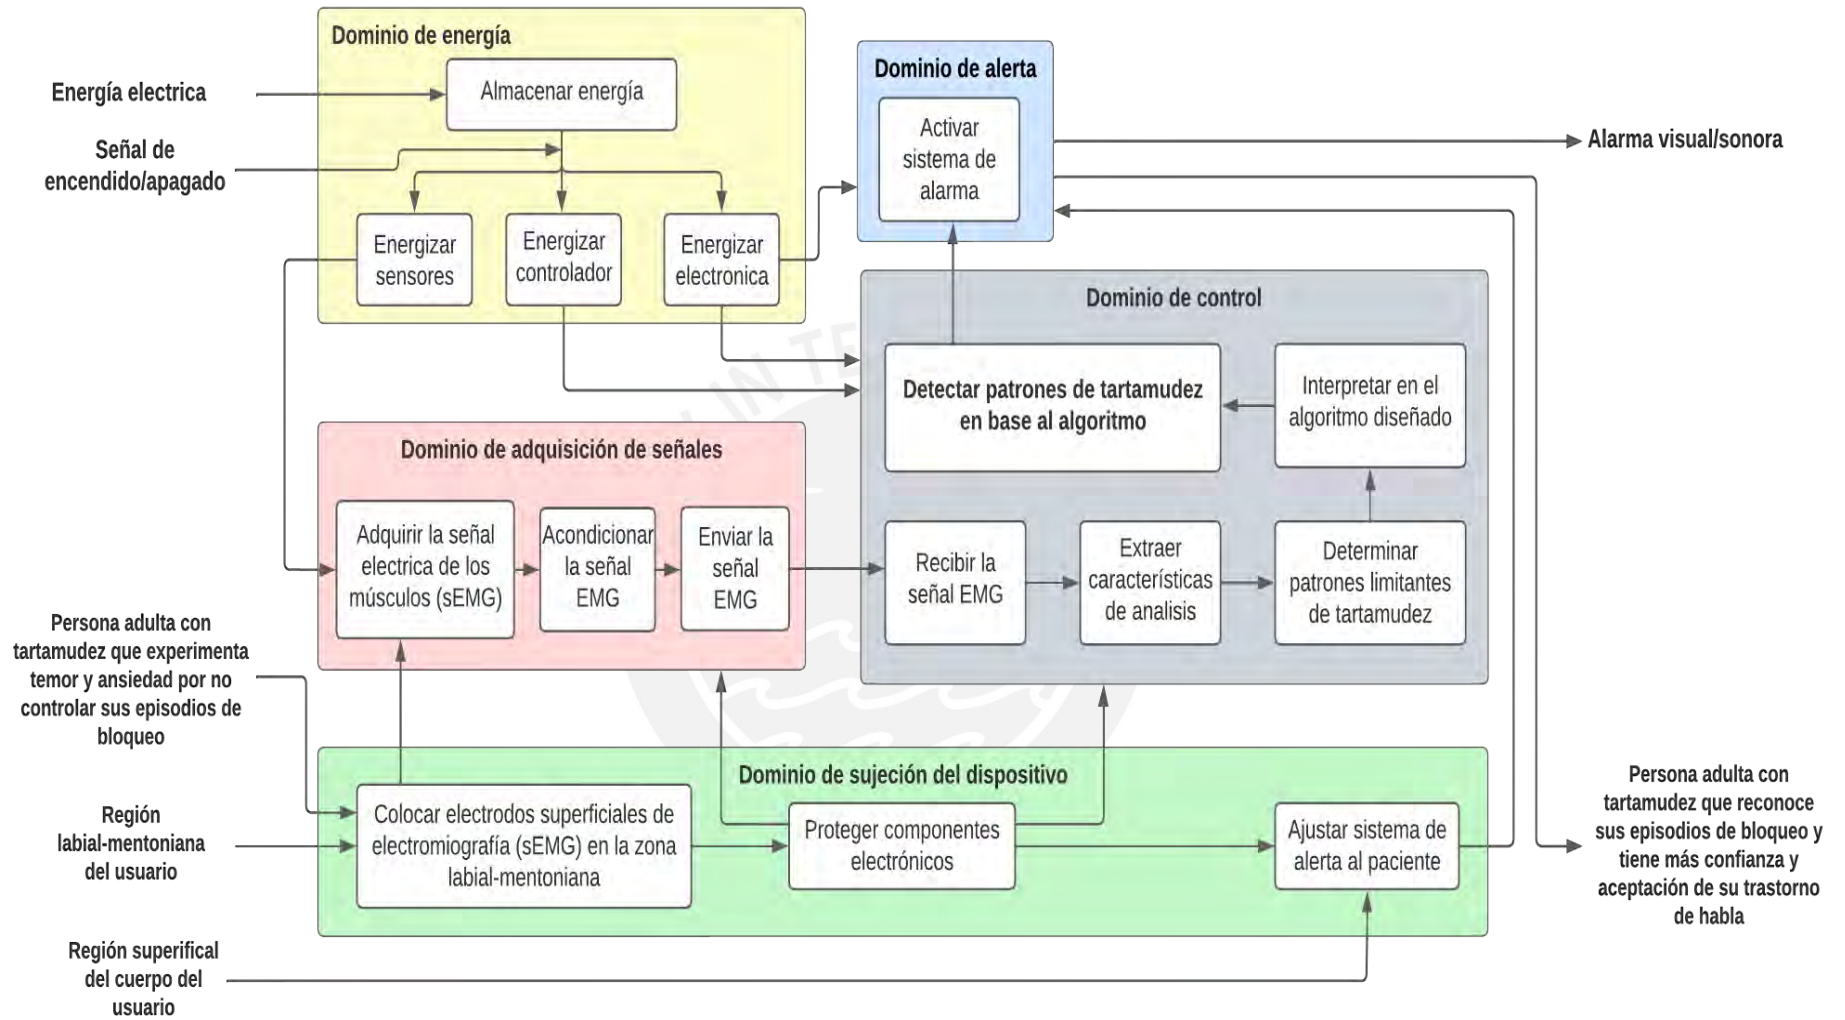 Dominio de energía
Energía electrica
Almacenar energía
Señal de
encendido/apagado
Energizar
sensores
Energizar
controlador
Energizar
electronica
Dominio de alerta
Activar
sistema de
alarma
Alarma visual/sonora
Dominio de control
Detectar patrones de tartamudez
en base al algoritmo
Interpretar en el
algoritmo diseñado
Recibir la
señal EMG
Extraer
características
de analisis
Determinar
patrones limitantes
de tartamudez
Dominio de adquisición de señales
Adquirir la señal
electrica de los
músculos (sEMG)
Acondicionar
la señal
EMG
Enviar la
señal
EMG
Persona adulta con
tartamudez que experimenta
temor y ansiedad por no
controlar sus episodios de
bloqueo
Región
labial-mentoniana
del usuario
Región superifical
del cuerpo del
usuario
Dominio de sujeción del dispositivo
Colocar electrodos superficiales de
electromiografía (sEMG) en la zona
labial-mentoniana
Proteger componentes
electrónicos
Ajustar sistema de
alerta al paciente
Persona adulta con
tartamudez que reconoce
sus episodios de bloqueo y
tiene más confianza y
aceptación de su trastorno
de habla
IN TE